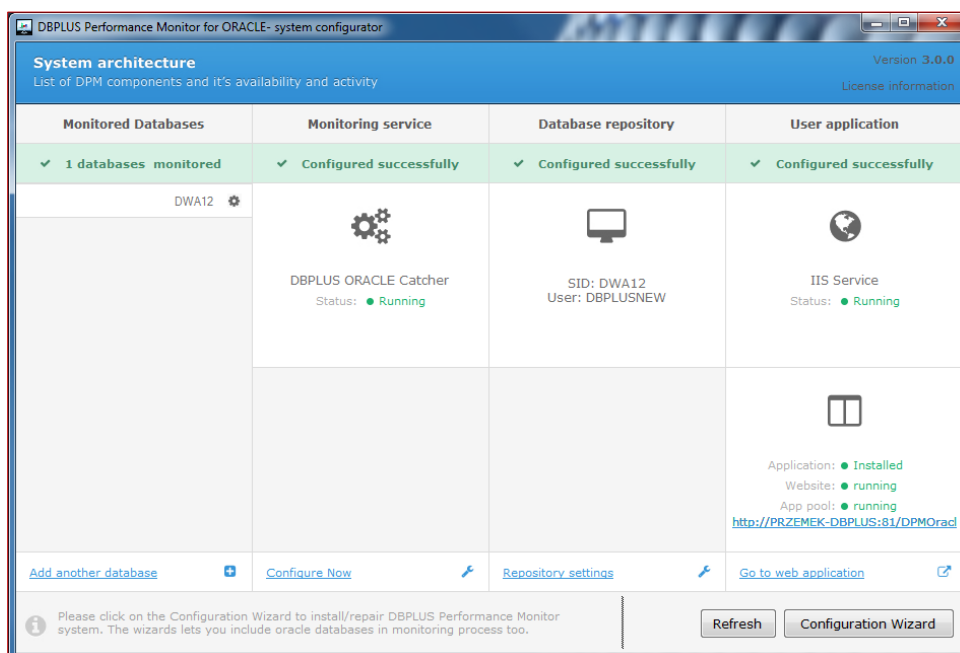 DBPLUS Performance Monitor for ORACLE- system configurator
System architecture
List of DPM components and it's availability and activity
Version 3.0.0
License information
Monitored Databases
Monitoring service
Database repository
User application
1 databases monitored
Configured successfully
Configured successfully
Configured successfully
DWA12
DBPLUS ORACLE Catcher
Status: Running
SID: DWA12
User: DBPLUSNEW
IIS Service
Status: Running
Application: Installed
Website: running
App pool: running
http://PRZEMEK-DBPLUS:81/DPMOracl
Add another database
Configure Now
Repository settings
Go to web application
Please click on the Configuration Wizard to install/repair DBPLUS Performance Monitor
system. The wizards lets you include oracle databases in monitoring process too.
Refresh
Configuration Wizard